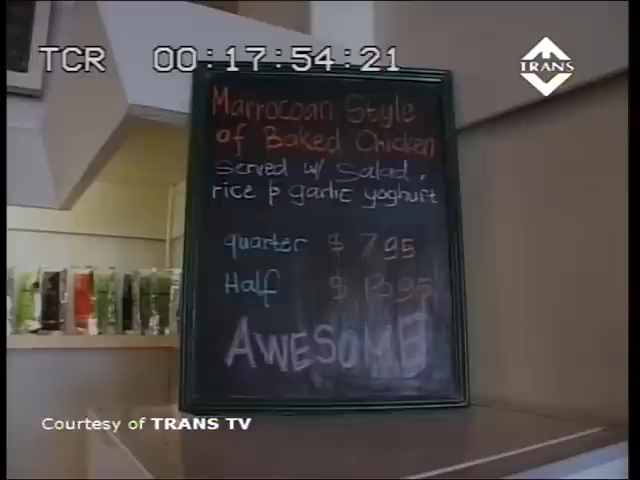 TCR 00:17:54:21
TRANS
Marrocoan Style
of Baked Chicken
served w/ Salad,
rice & garlic yoghurt
quarter $ 7.95
Half $ 13.95
AWESOME
Courtesy of TRANS TV